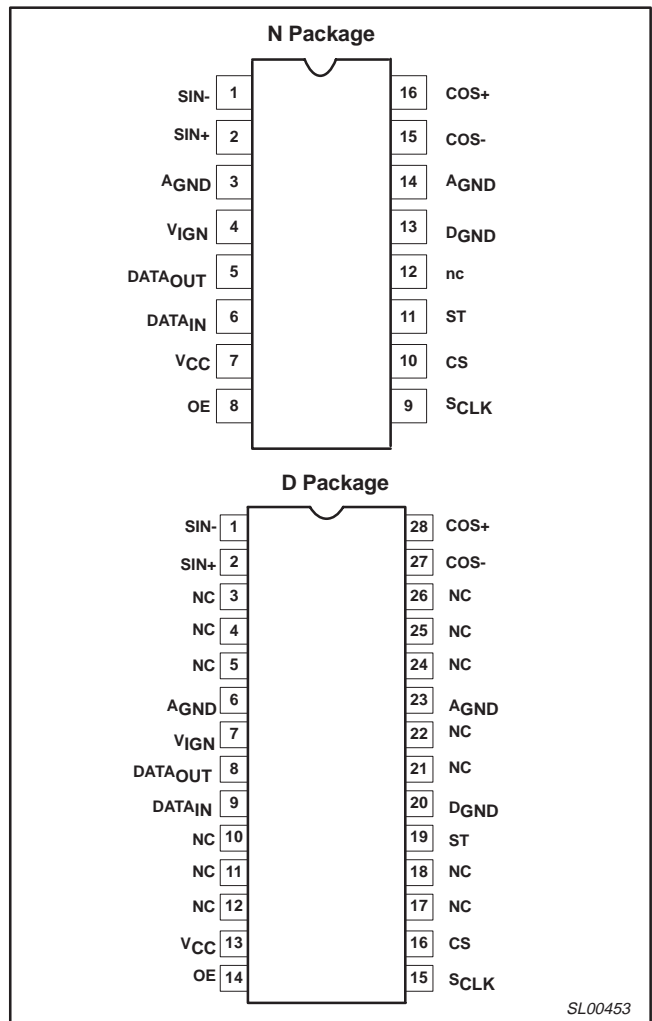 N Package
SIN- 1 16 COS+
SIN+ 2 15 COS-
AGND 3 14 AGND
VIGN 4 13 DGND
DATAOUT 5 12 nc
DATAIN 6 11 ST
VCC 7 10 CS
OE 8 9 SCLK
D Package
SIN- 1 28 COS+
SIN+ 2 27 COS-
NC 3 26 NC
NC 4 25 NC
NC 5 24 NC
AGND 6 23 AGND
VIGN 7 22 NC
DATAOUT 8 21 NC
DATAIN 9 20 DGND
NC 10 19 ST
NC 11 18 NC
NC 12 17 NC
VCC 13 16 CS
OE 14 15 SCLK
SL00453